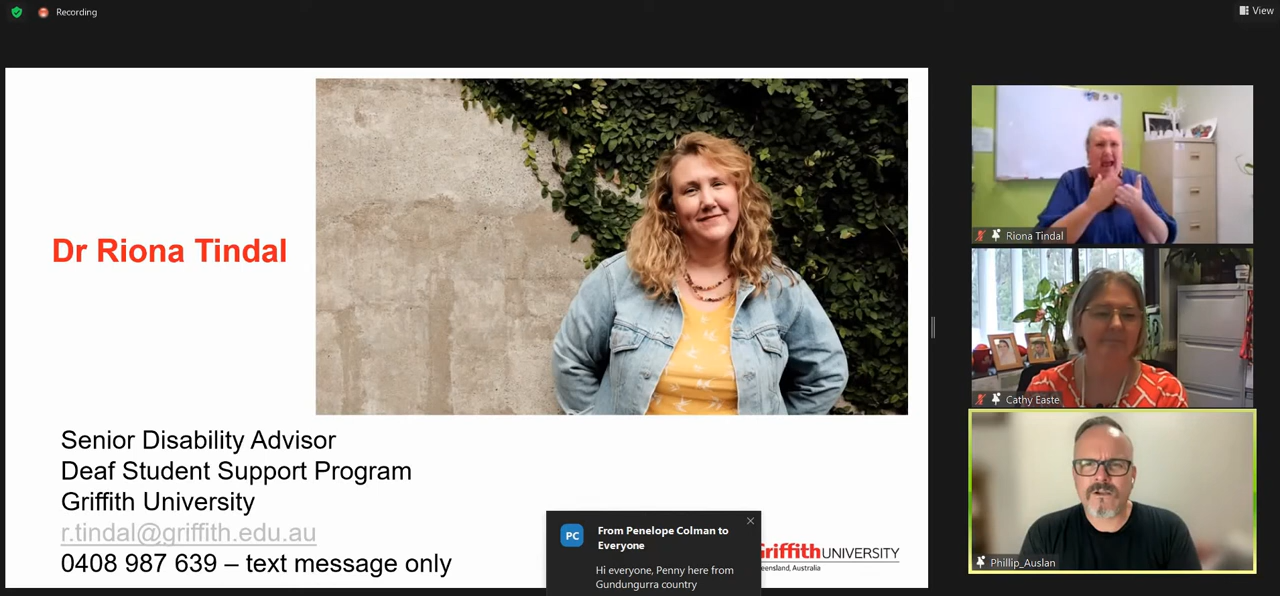 Recording
View
Dr Riona Tindal
Senior Disability Advisor
Deaf Student Support Program
Griffith University
r.tindal@griffith.edu.au
0408 987 639 – text message only
PC
From Penelope Colman to
Everyone
Hi everyone, Penny here from
Gundungurra country
Griffith UNIVERSITY
eensland, Australia
Riona Tindal
Cathy Easte
Phillip_Auslan